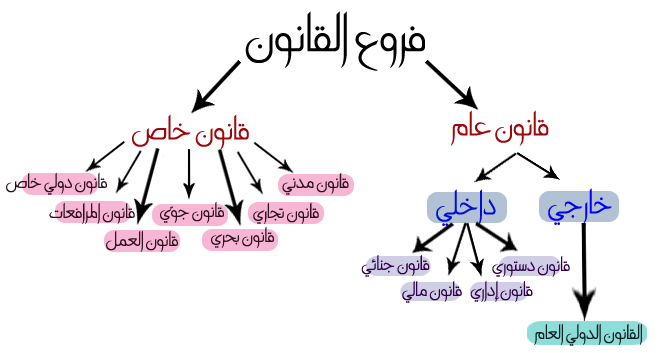 فروع القانون
قانون عام
قانون خاص
خارجي
داخلي
قانون مدني
قانون تجاري
قانون بحري
قانون جوي
قانون العمل
قانون المرافعات
قانون دولي خاص
قانون دستوري
قانون إداري
قانون مالي
قانون جنائي
القانون الدولي العام